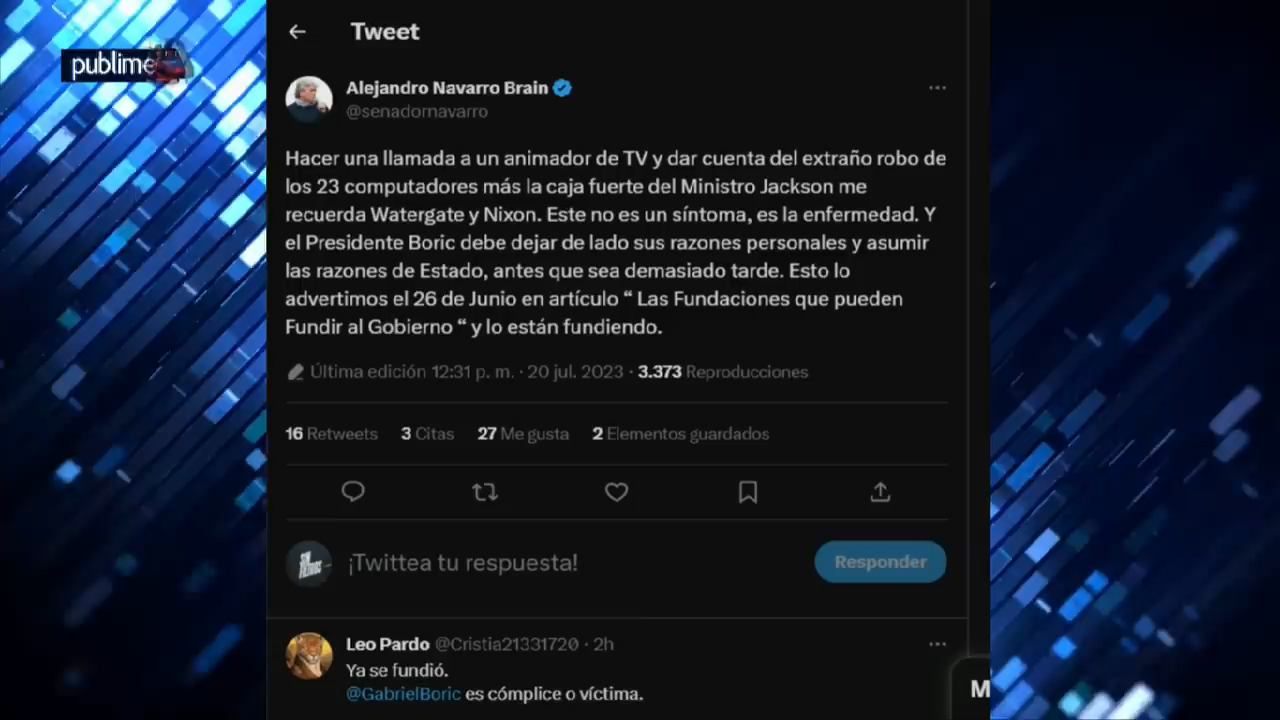 publime
Tweet
Alejandro Navarro Brain
@senadornavarro
Hacer una llamada a un animador de TV y dar cuenta del extraño robo de
los 23 computadores más la caja fuerte del Ministro Jackson me
recuerda Watergate y Nixon. Este no es un síntoma, es la enfermedad. Y
el Presidente Boric debe dejar de lado sus razones personales y asumir
las razones de Estado, antes que sea demasiado tarde. Esto lo
advertimos el 26 de Junio en artículo “ Las Fundaciones que pueden
Fundir al Gobierno “ y lo están fundiendo.
Última edición 12:31 p. m. · 20 jul. 2023 · 3.373 Reproducciones
16 Retweets 3 Citas 27 Me gusta 2 Elementos guardados
SIN FILTROS
¡Twittea tu respuesta!
Responder
Leo Pardo @Cristia21331720 · 2h
Ya se fundió.
@GabrielBoric es cómplice o víctima.
M